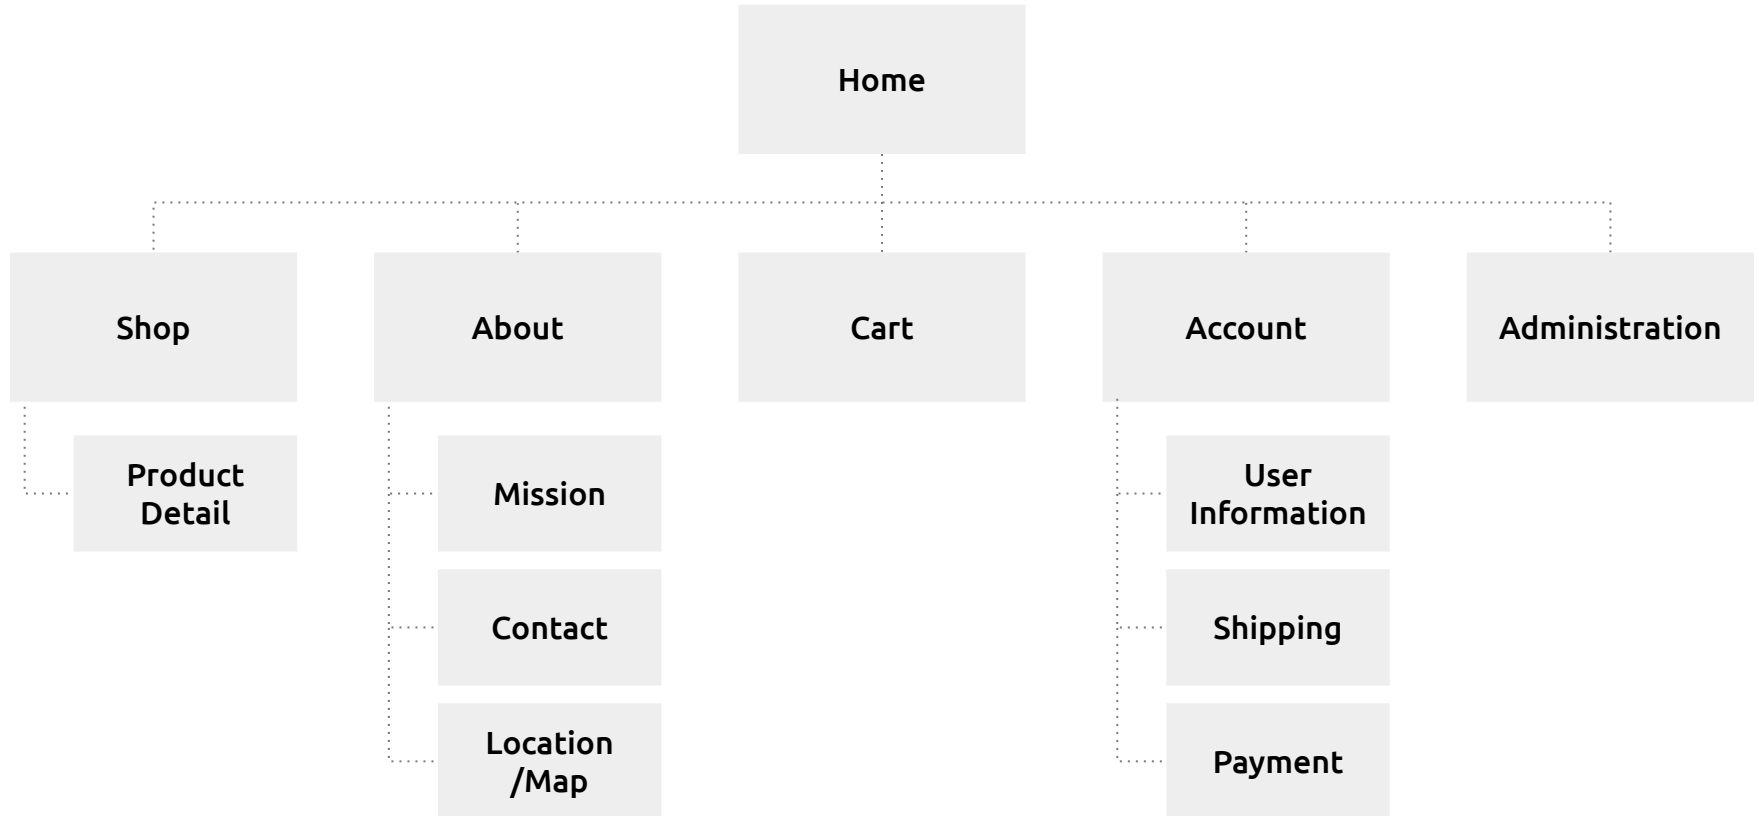 Home
Shop
About
Cart
Account
Administration
Product
Detail
Mission
Contact
Location
/Map
User
Information
Shipping
Payment